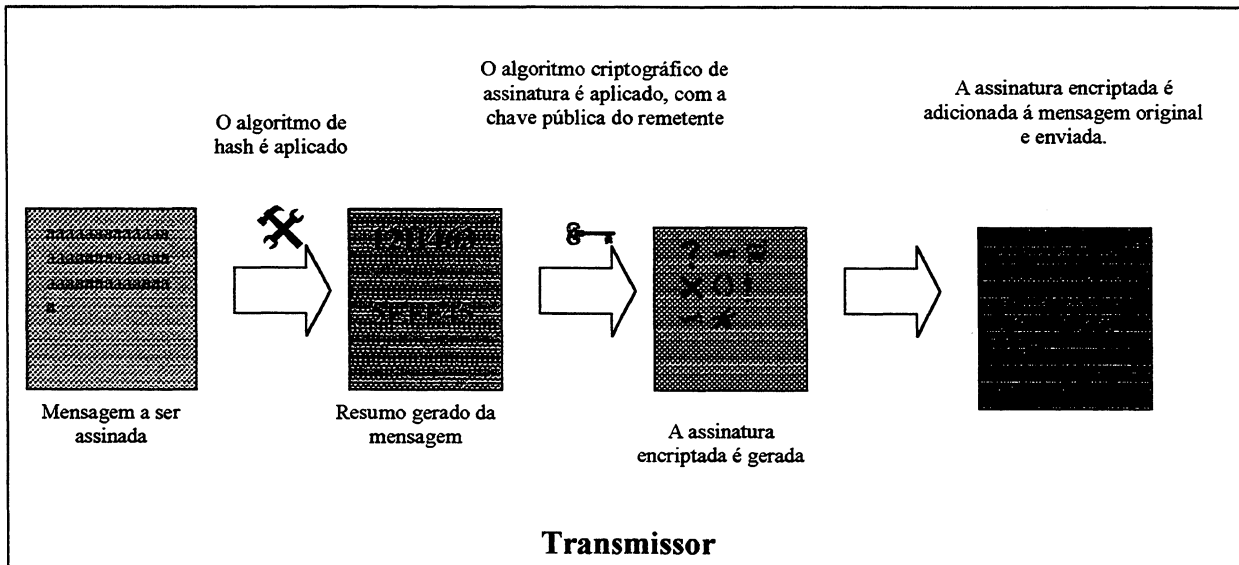 O algoritmo de
hash é aplicado
O algoritmo criptográfico de
assinatura é aplicado, com a
chave pública do remetente
A assinatura encriptada é
adicionada á mensagem original
e enviada.
Mensagem a ser
assinada
Resumo gerado da
mensagem
A assinatura
encriptada é gerada
Transmissor